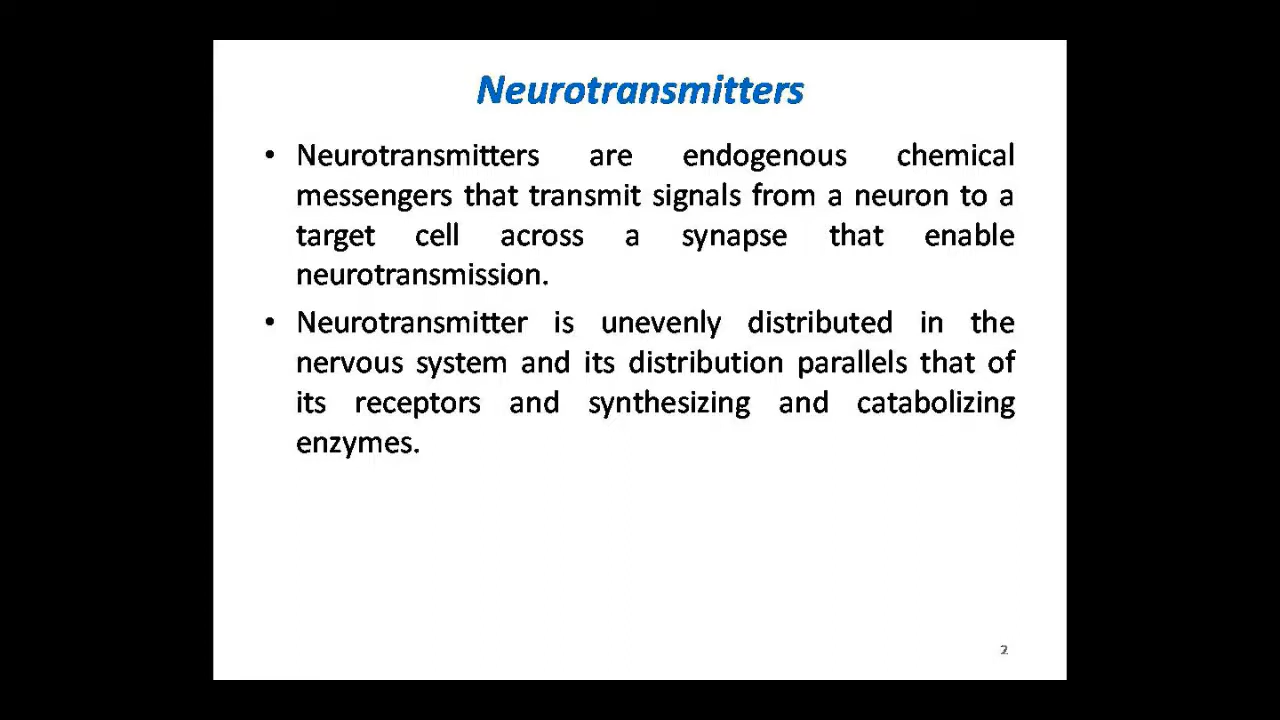 Neurotransmitters
• Neurotransmitters are endogenous chemical
messengers that transmit signals from a neuron to a
target cell across a synapse that enable
neurotransmission.
• Neurotransmitter is unevenly distributed in the
nervous system and its distribution parallels that of
its receptors and synthesizing and catabolizing
enzymes.
2